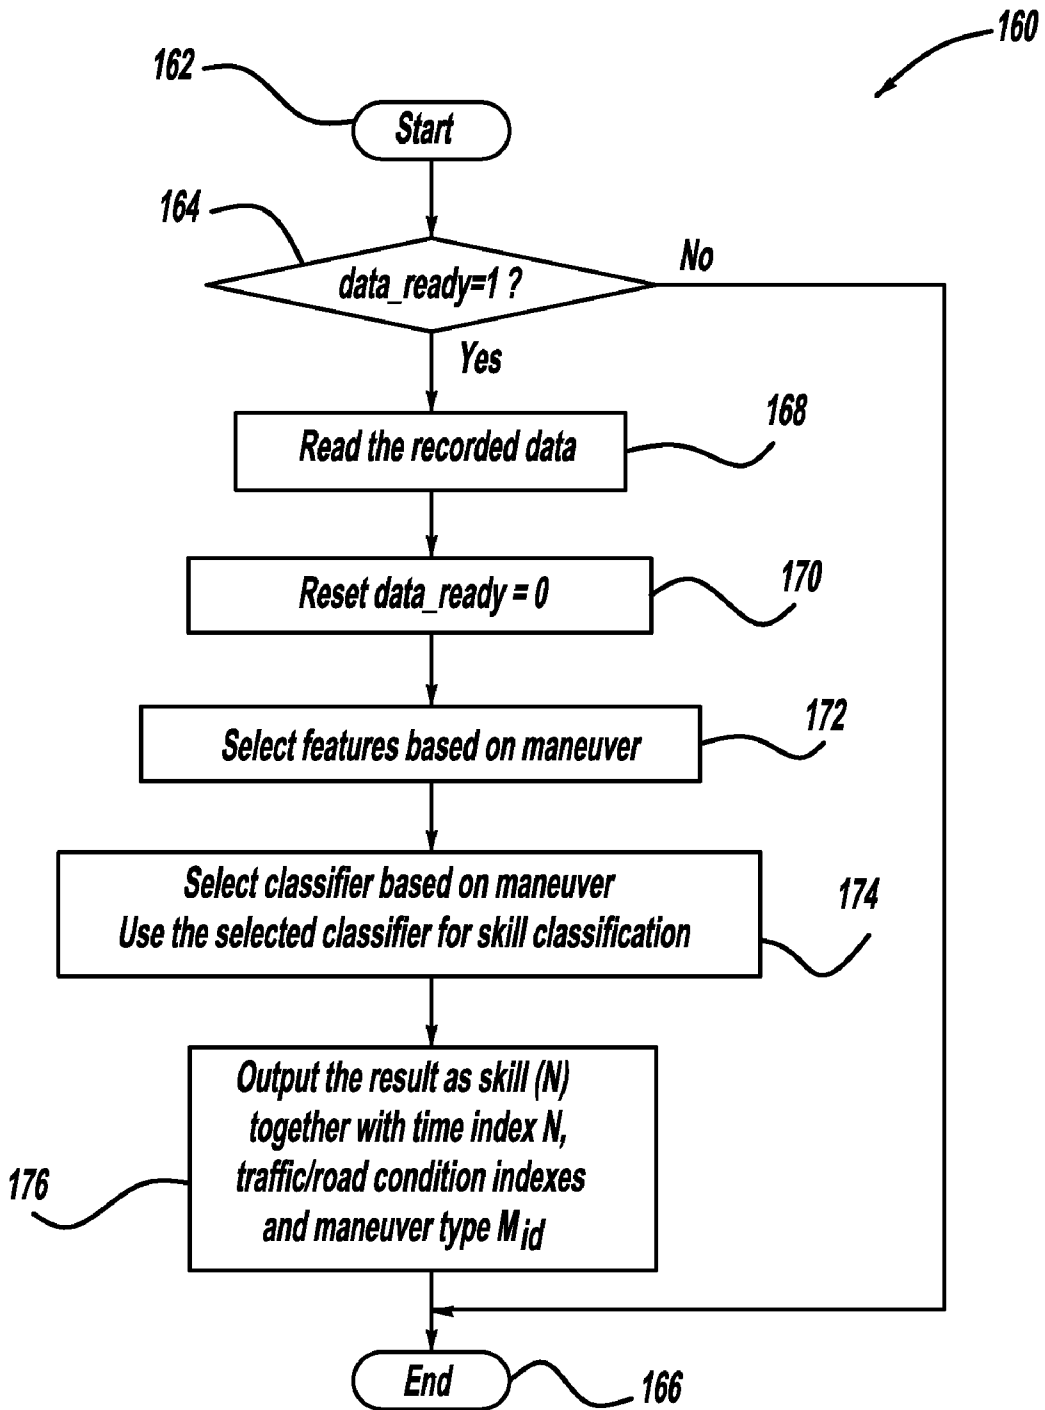 160
162
Start
164
data_ready=1 ?
No
Yes
168
Read the recorded data
170
Reset data_ready = 0
172
Select features based on maneuver
174
Select classifier based on maneuver
Use the selected classifier for skill classification
Output the result as skill (N)
together with time index N,
traffic/road condition indexes
and maneuver type Mid
176
End
166